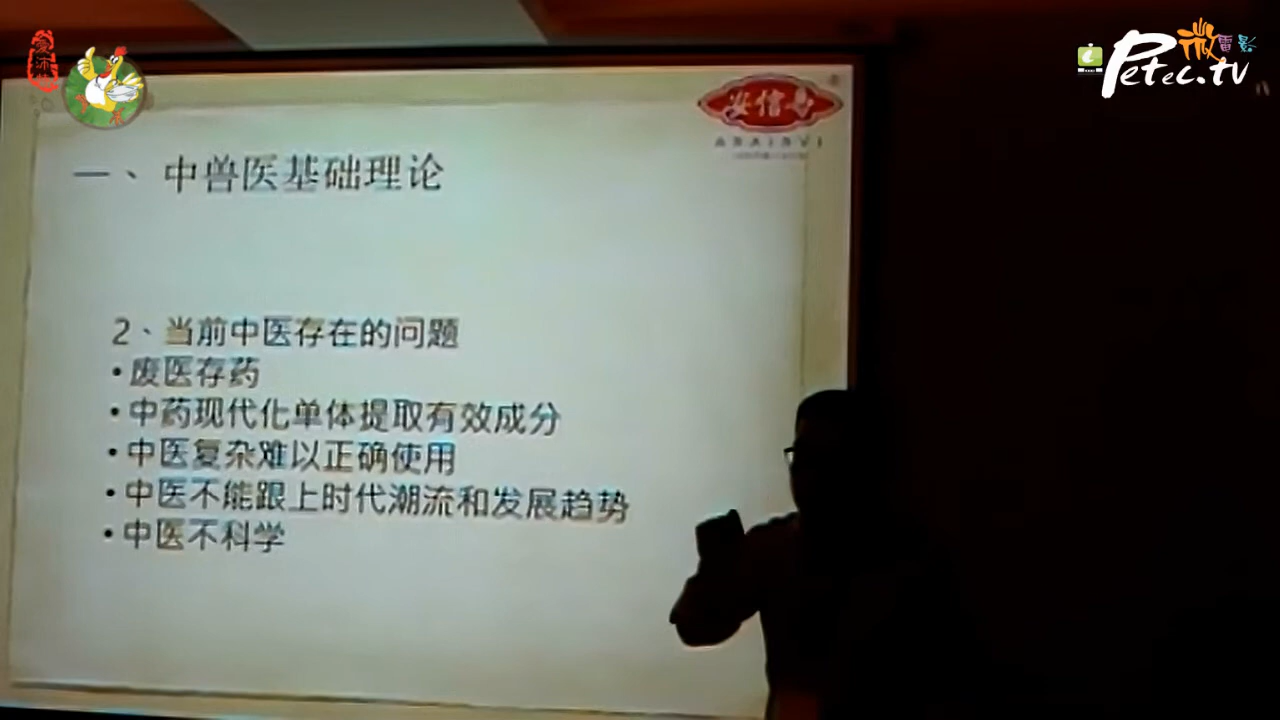 微電影
Petec.tv
安信
一、中兽医基础理论
2、当前中医存在的问题
•废医存药
•中药现代化单体提取有效成分
•中医复杂难以正确使用
•中医不能跟上时代潮流和发展趋势
•中医不科学